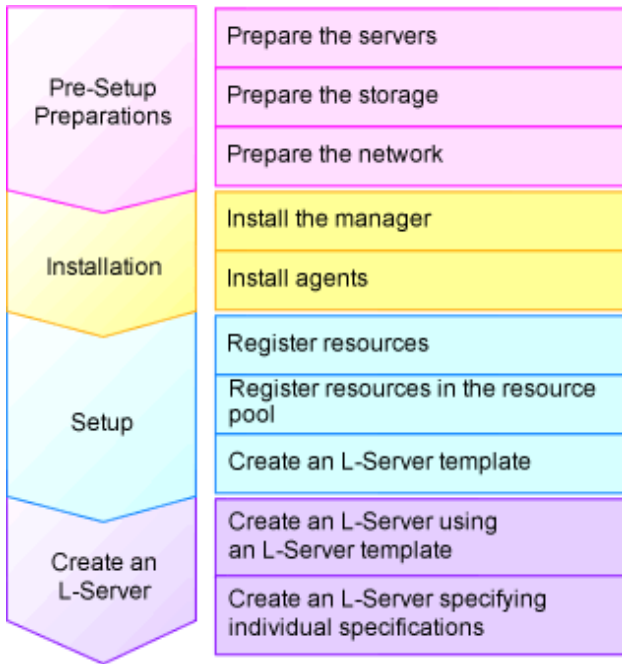 Pre-Setup
Preparations
Prepare the servers
Prepare the storage
Prepare the network
Installation
Install the manager
Install agents
Setup
Register resources
Register resources in the resource
pool
Create an L-Server template
Create an
L-Server
Create an L-Server using
an L-Server template
Create an L-Server specifying
individual specifications